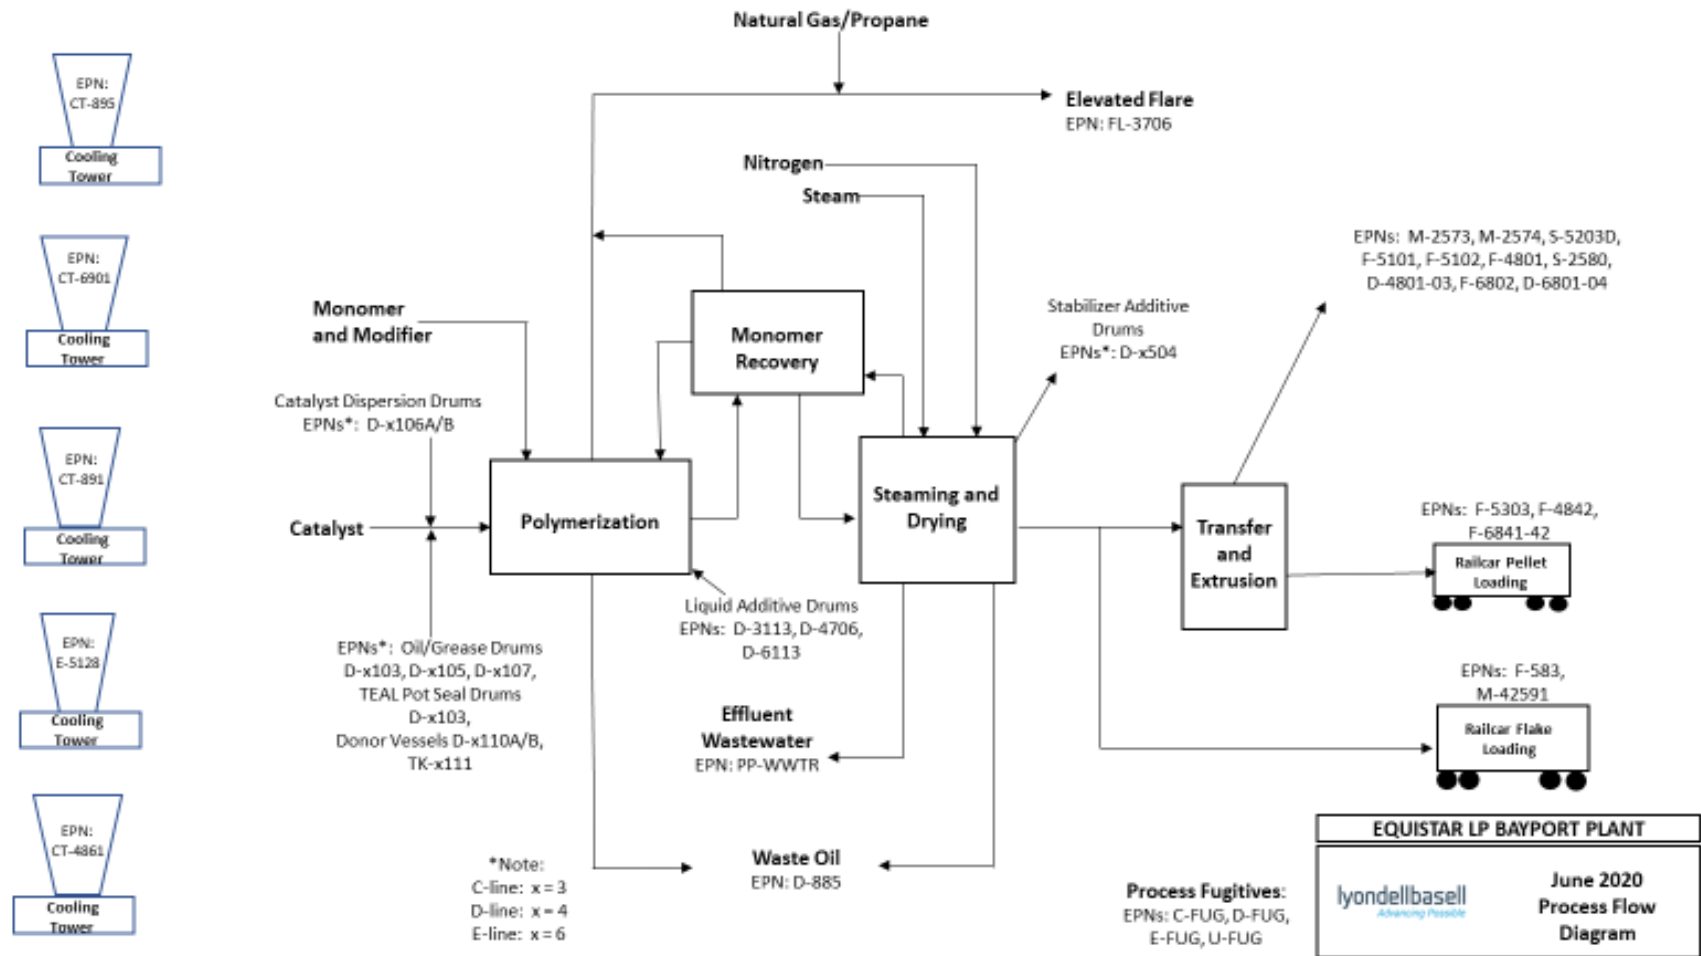 Natural Gas/Propane
EPN:
CT-895
Cooling
Tower
Elevated Flare
EPN: FL-3706
Nitrogen
Steam
EPN:
CT-6901
Cooling
Tower
EPNs: M-2573, M-2574, S-5203D,
F-5101, F-5102, F-4801, S-2580,
D-4801-03, F-6802, D-6801-04
Monomer
and Modifier
Monomer
Recovery
Stabilizer Additive
Drums
EPNs*: D-x504
Catalyst Dispersion Drums
EPNs*: D-x106A/B
EPN:
CT-891
Cooling
Tower
Catalyst
Polymerization
Steaming and
Drying
Transfer
and
Extrusion
EPNs: F-5303, F-4842,
F-6841-42
Railcar Pellet
Loading
Liquid Additive Drums
EPNs: D-3113, D-4706,
D-6113
EPN:
E-5128
Cooling
Tower
EPNs*: Oil/Grease Drums
D-x103, D-x105, D-x107,
TEAL Pot Seal Drums
D-x103,
Donor Vessels D-x110A/B,
TK-x111
Effluent
Wastewater
EPN: PP-WWTR
EPNs: F-583,
M-42591
Railcar Flake
Loading
EPN:
CT-4861
Cooling
Tower
*Note:
C-line: x = 3
D-line: x = 4
E-line: x = 6
Waste Oil
EPN: D-885
Process Fugitives:
EPNs: C-FUG, D-FUG,
E-FUG, U-FUG
EQUISTAR LP BAYPORT PLANT
lyondellbasell
Advancing Possible
June 2020
Process Flow
Diagram